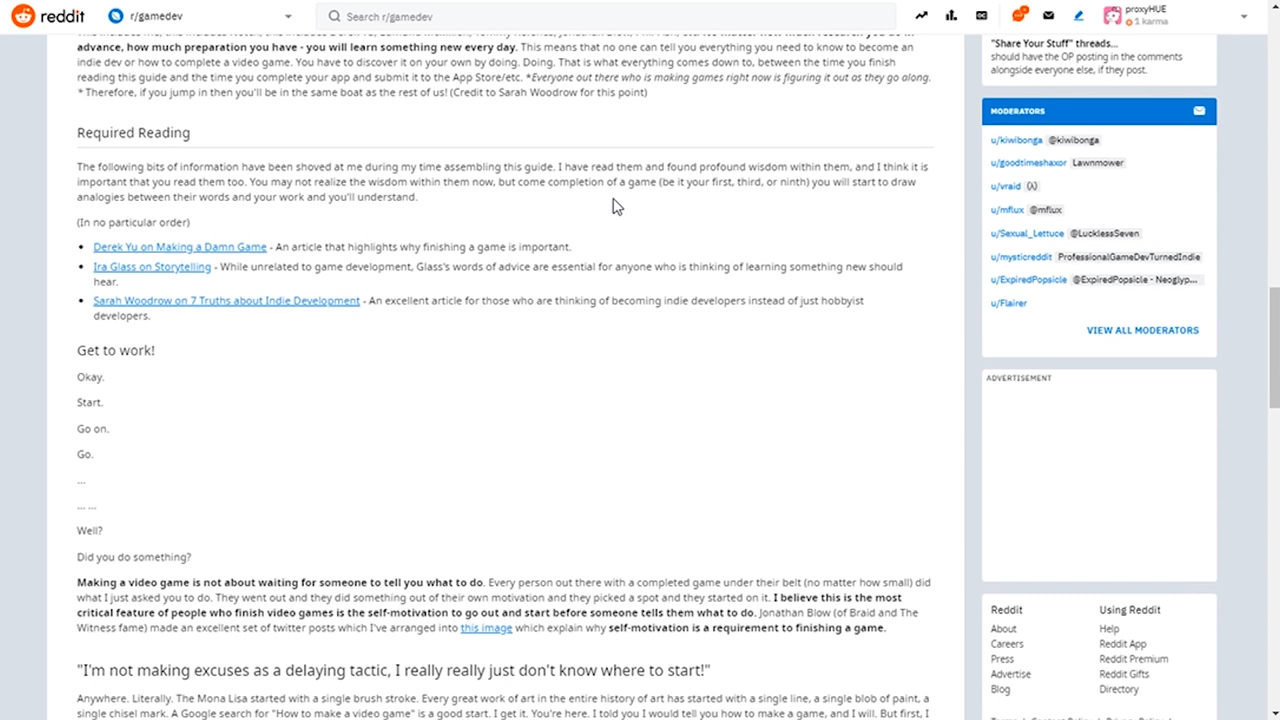 reddit
r/gamedev
Search r/gamedev
proxyHUE
1 karma
advance, how much preparation you have - you will learn something new every day. This means that no one can tell you everything you need to know to become an
indie dev or how to complete a video game. You have to discover it on your own by doing. Doing. That is what everything comes down to, between the time you finish
reading this guide and the time you complete your app and submit it to the App Store/etc. *Everyone out there who is making games right now is figuring it out as they go along.
* Therefore, if you jump in then you'll be in the same boat as the rest of us! (Credit to Sarah Woodrow for this point)
Required Reading
The following bits of information have been shoved at me during my time assembling this guide. I have read them and found profound wisdom within them, and I think it is
important that you read them too. You may not realize the wisdom within them now, but come completion of a game (be it your first, third, or ninth) you will start to draw
analogies between their words and your work and you'll understand.
(In no particular order)
• Derek Yu on Making a Damn Game - An article that highlights why finishing a game is important.
• Ira Glass on Storytelling - While unrelated to game development, Glass's words of advice are essential for anyone who is thinking of learning something new should
hear.
• Sarah Woodrow on 7 Truths about Indie Development - An excellent article for those who are thinking of becoming indie developers instead of just hobbyist
developers.
Get to work!
Okay.
Start.
Go on.
Go.
...
... ...
Well?
Did you do something?
Making a video game is not about waiting for someone to tell you what to do. Every person out there with a completed game under their belt (no matter how small) did
what I just asked you to do. They went out and they did something out of their own motivation and they picked a spot and they started on it. I believe this is the most
critical feature of people who finish video games is the self-motivation to go out and start before someone tells them what to do. Jonathan Blow (of Braid and The
Witness fame) made an excellent set of twitter posts which I've arranged into this image which explain why self-motivation is a requirement to finishing a game.
"I'm not making excuses as a delaying tactic, I really really just don't know where to start!"
Anywhere. Literally. The Mona Lisa started with a single brush stroke. Every great work of art in the entire history of art has started with a single line, a single blob of paint, a
single chisel mark. A Google search for "How to make a video game" is a good start. I get it. You're here. I told you I would tell you how to make a game, and I will. But first, I
"Share Your Stuff" threads...
should have the OP posting in the comments
alongside everyone else, if they post.
MODERATORS
u/kiwibonga @kiwibonga
u/goodtimeshaxor Lawnmower
u/vraid (λ)
u/mflux @mflux
u/Sexual_Lettuce @LucklessSeven
u/mysticreddit ProfessionalGameDevTurnedIndie
u/ExpiredPopsicle @ExpiredPopsicle - Neoglyp...
u/Flairer
VIEW ALL MODERATORS
ADVERTISEMENT
Reddit Using Reddit
About Help
Careers Reddit App
Press Reddit Premium
Advertise Reddit Gifts
Blog Directory